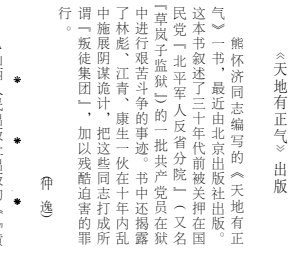 《天地有正气》出版
熊怀济同志编写的《天地有正
气》一书，最近由北京出版社出版。
这本书叙述了三十年代前被关押在国
民党「北平军人反省分院」（又名
『草岚子监狱』）的一批共产党员在狱
中进行艰苦斗争的事迹。书中还揭露
了林彪、江青、康生一伙在十年内乱
中施展阴谋诡计，把这些同志打成所
谓「叛徒集团」，加以残酷迫害的罪
行。
（仲逸）